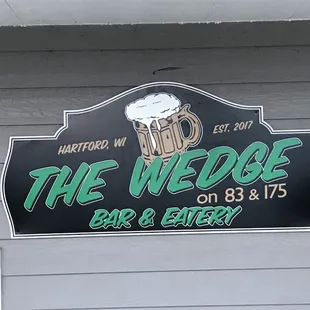 HARTFORD, WI
EST. 2017
THE WEDGE
on 83 & 175
BAR & EATERY